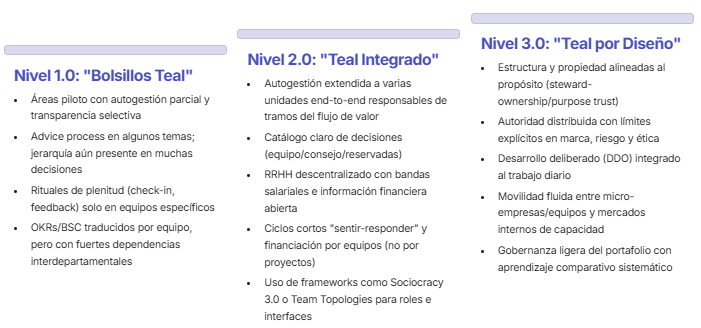 Nivel 1.0: "Bolsillos Teal"
• Áreas piloto con autogestión parcial y
transparencia selectiva
• Advice process en algunos temas;
jerarquía aún presente en muchas
decisiones
• Rituales de plenitud (check-in,
feedback) solo en equipos específicos
• OKRs/BSC traducidos por equipo,
pero con fuertes dependencias
interdepartamentales
Nivel 2.0: "Teal Integrado"
• Autogestión extendida a varias
unidades end-to-end responsables de
tramos del flujo de valor
• Catálogo claro de decisiones
(equipo/consejo/reservadas)
• RRHH descentralizado con bandas
salariales e información financiera
abierta
• Ciclos cortos "sentir-responder" y
financiación por equipos (no por
proyectos)
• Uso de frameworks como Sociocracy
3.0 o Team Topologies para roles e
interfaces
Nivel 3.0: "Teal por Diseño"
• Estructura y propiedad alineadas al
propósito (steward-
ownership/purpose trust)
• Autoridad distribuida con límites
explícitos en marca, riesgo y ética
• Desarrollo deliberado (DDO) integrado
al trabajo diario
• Movilidad fluida entre micro-
empresas/equipos y mercados
internos de capacidad
• Gobernanza ligera del portafolio con
aprendizaje comparativo sistemático